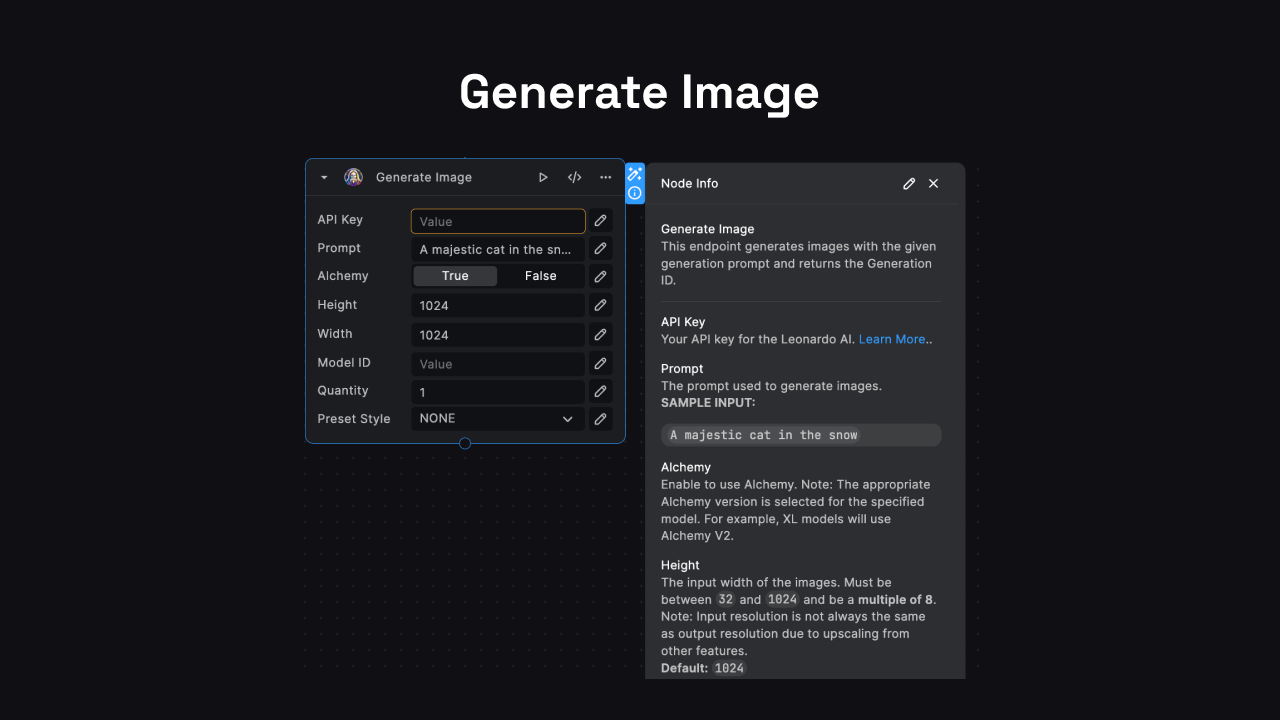 Generate Image
Generate Image
API Key
Value
Prompt
A majestic cat in the sn...
Alchemy
True
False
Height
1024
Width
1024
Model ID
Value
Quantity
1
Preset Style
NONE
Node Info
Generate Image
This endpoint generates images with the given
generation prompt and returns the Generation
ID.
API Key
Your API key for the Leonardo AI. Learn More..
Prompt
The prompt used to generate images.
SAMPLE INPUT:
A majestic cat in the snow
Alchemy
Enable to use Alchemy. Note: The appropriate
Alchemy version is selected for the specified
model. For example, XL models will use
Alchemy V2.
Height
The input width of the images. Must be
between 32 and 1024 and be a multiple of 8.
Note: Input resolution is not always the same
as output resolution due to upscaling from
other features.
Default: 1024